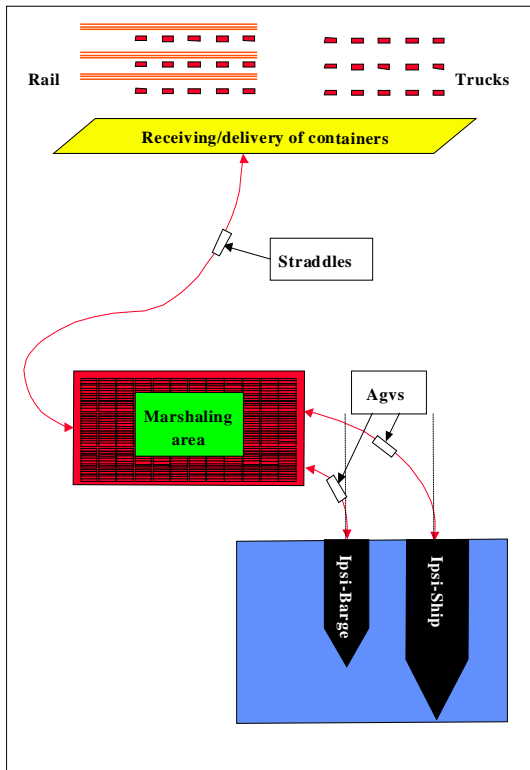 Rail
Trucks
Receiving/delivery of containers
Straddles
Agvs
Marshaling
area
Ipsi-Barge
Ipsi-Ship